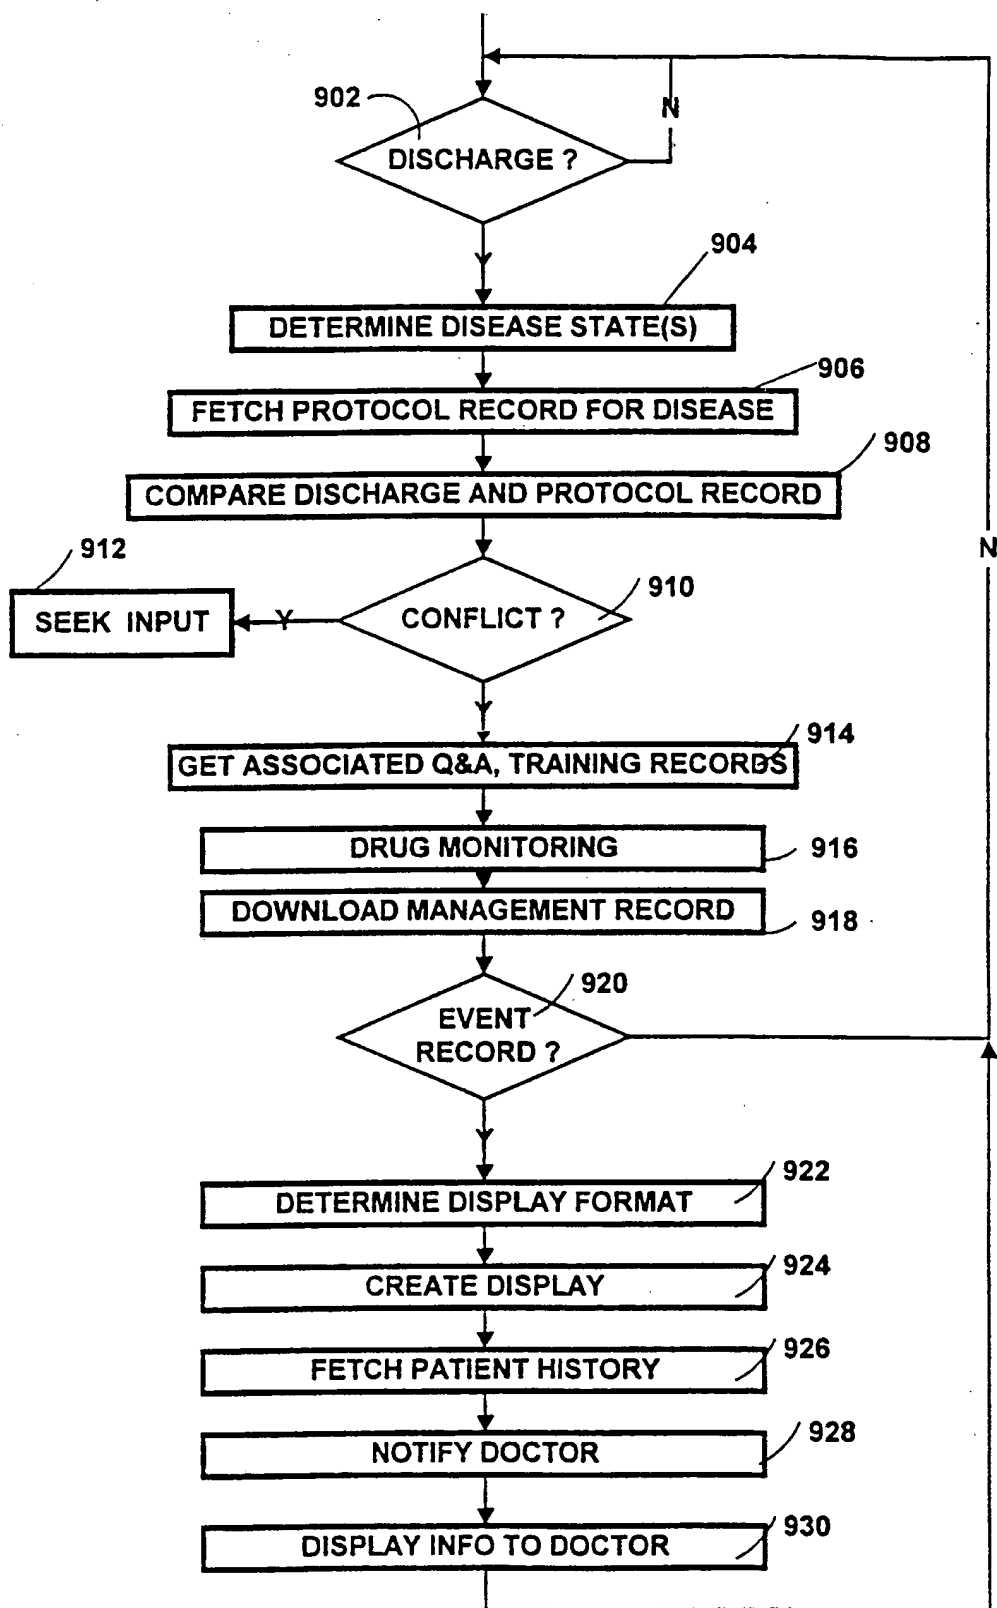 902
N
DISCHARGE ?
Y
904
DETERMINE DISEASE STATE(S)
906
FETCH PROTOCOL RECORD FOR DISEASE
908
COMPARE DISCHARGE AND PROTOCOL RECORD
N
912
910
SEEK INPUT
Y
CONFLICT ?
Y
914
GET ASSOCIATED Q&A, TRAINING RECORDS
DRUG MONITORING
916
DOWNLOAD MANAGEMENT RECORD
918
920
EVENT
RECORD ?
Y
922
DETERMINE DISPLAY FORMAT
924
CREATE DISPLAY
926
FETCH PATIENT HISTORY
928
NOTIFY DOCTOR
930
DISPLAY INFO TO DOCTOR